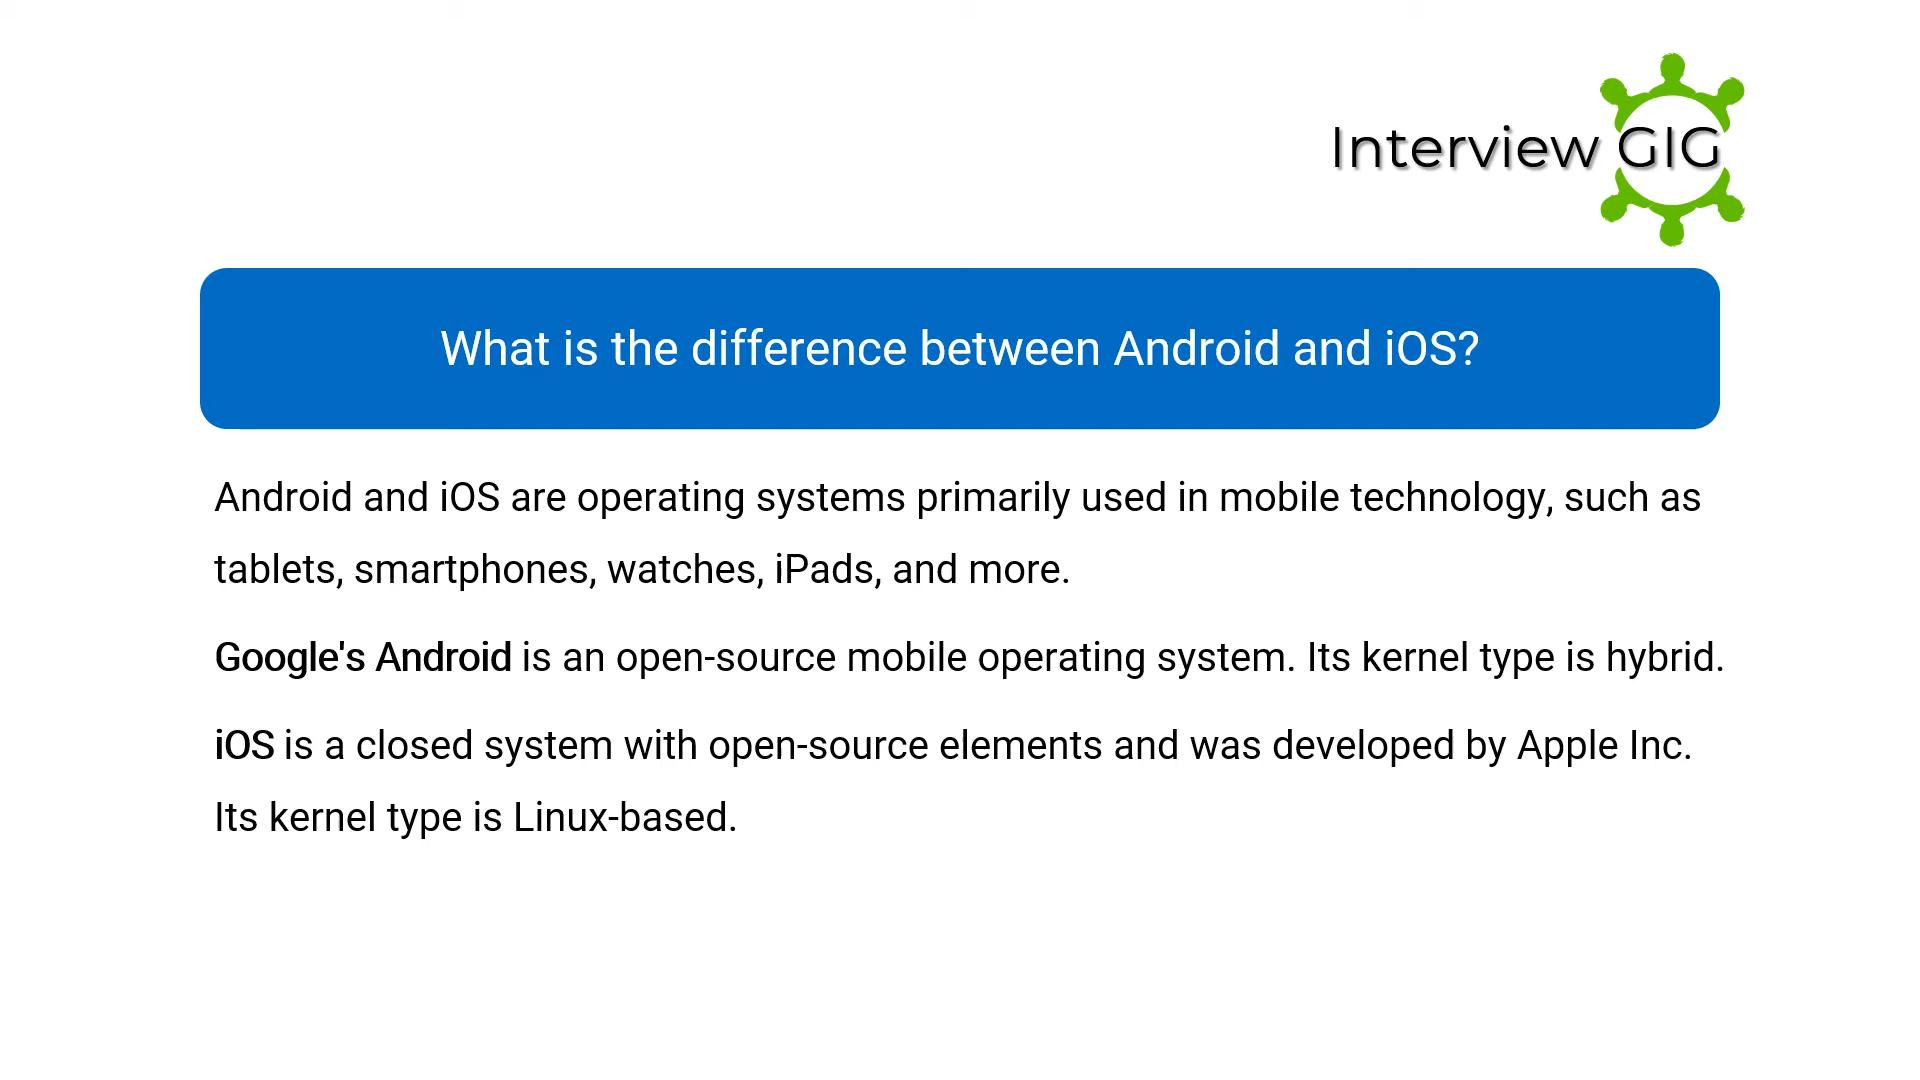 Interview GIG
What is the difference between Android and iOS?
Android and iOS are operating systems primarily used in mobile technology, such as
tablets, smartphones, watches, iPads, and more.
Google's Android is an open-source mobile operating system. Its kernel type is hybrid.
iOS is a closed system with open-source elements and was developed by Apple Inc.
Its kernel type is Linux-based.